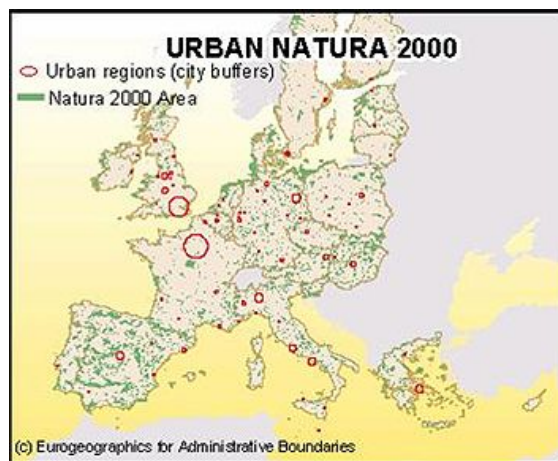 URBAN NATURA 2000
Urban regions (city buffers)
Natura 2000 Area
(c) Eurogeographics for Administrative Boundaries